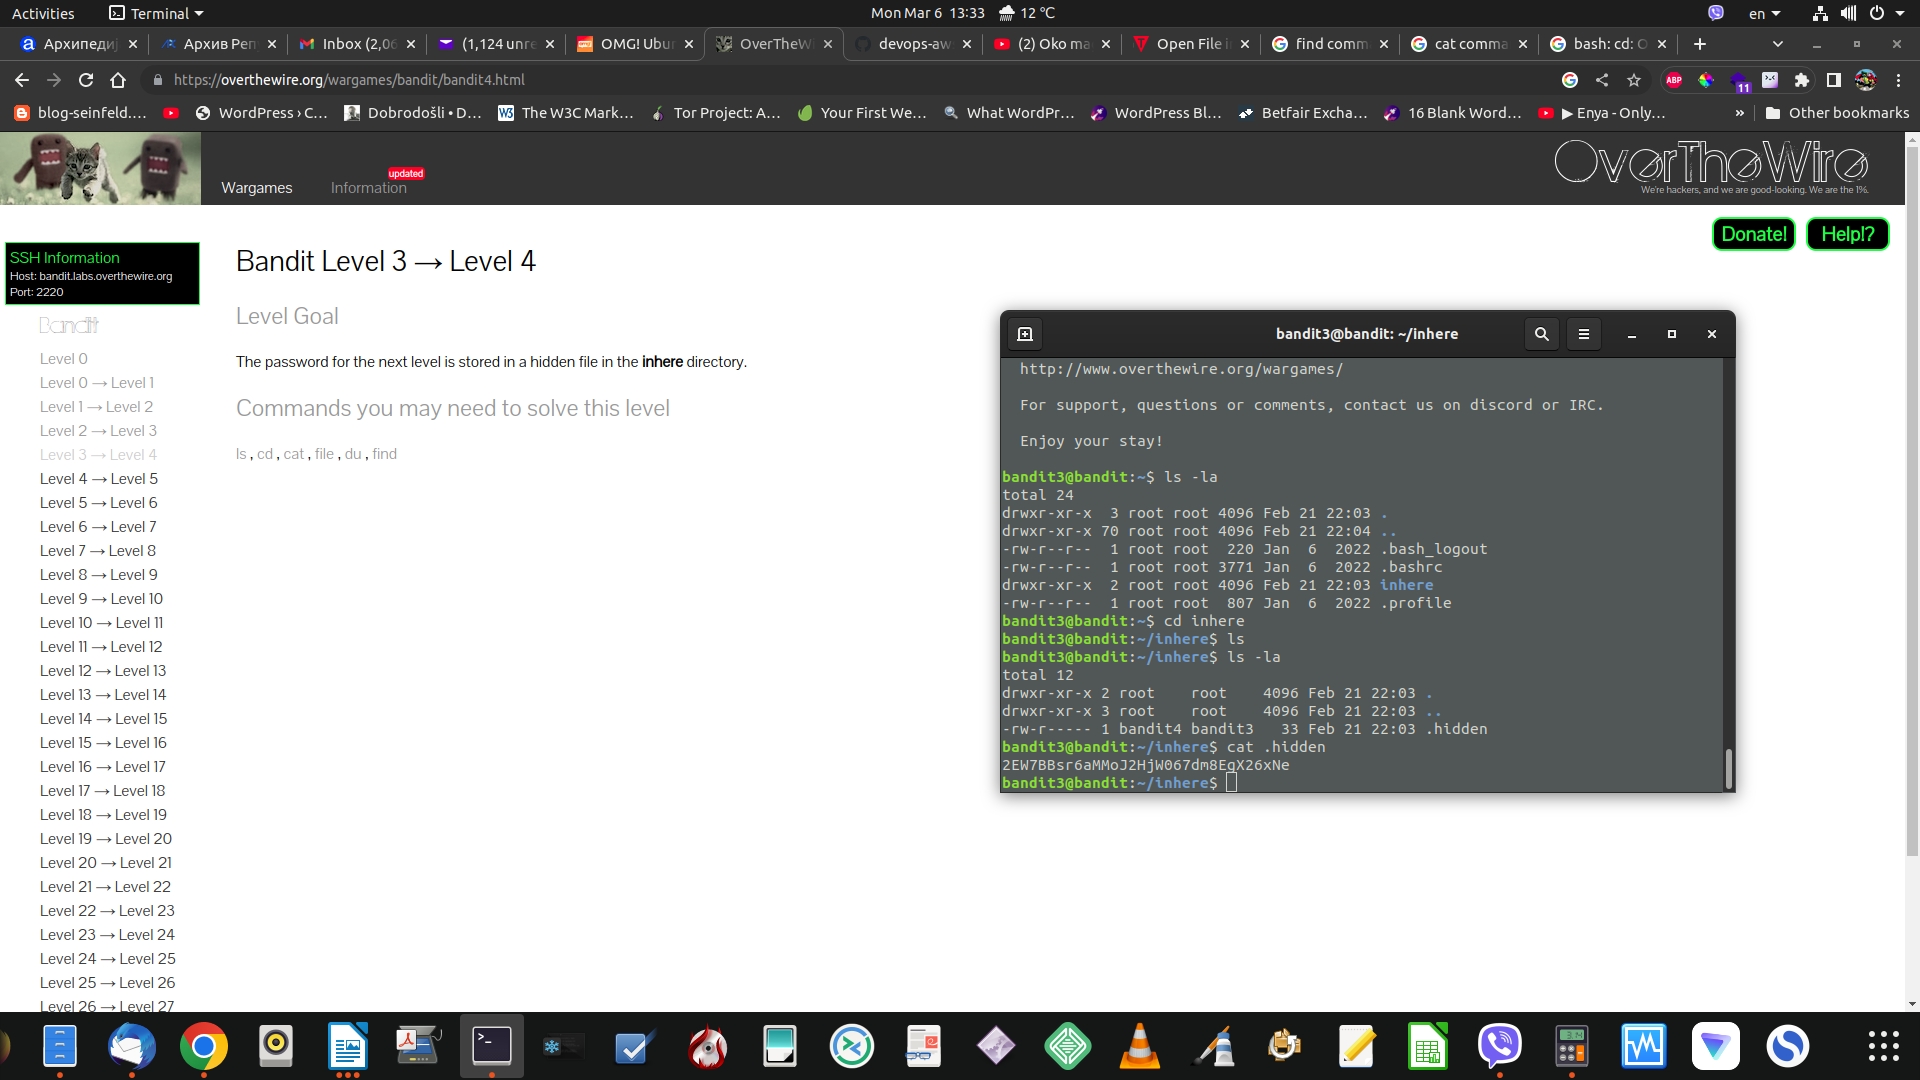 Activities
Terminal
Mon Mar 6 13:33
12 °C
en
Архипедиј
Архив Реп
Inbox (2,06
(1,124 unre
OMG! Ubun
OverTheWi
devops-aw
(2) Oko ma
Open File i
find comm
cat comma
bash: cd: O
https://overthewire.org/wargames/bandit/bandit4.html
ABP
11
blog-seinfeld....
WordPress › C...
Dobrodošli • D...
The W3C Mark...
Tor Project: A...
Your First We...
What WordPr...
WordPress Bl...
Betfair Excha...
16 Blank Word...
▶ Enya - Only...
»
Other bookmarks
Wargames
Information
updated
OverTheWire
We're hackers, and we are good-looking. We are the 1%.
Donate!
Help!?
SSH Information
Host: bandit.labs.overthewire.org
Port: 2220
Bandit
Level 0
Level 0 → Level 1
Level 1 → Level 2
Level 2 → Level 3
Level 3 → Level 4
Level 4 → Level 5
Level 5 → Level 6
Level 6 → Level 7
Level 7 → Level 8
Level 8 → Level 9
Level 9 → Level 10
Level 10 → Level 11
Level 11 → Level 12
Level 12 → Level 13
Level 13 → Level 14
Level 14 → Level 15
Level 15 → Level 16
Level 16 → Level 17
Level 17 → Level 18
Level 18 → Level 19
Level 19 → Level 20
Level 20 → Level 21
Level 21 → Level 22
Level 22 → Level 23
Level 23 → Level 24
Level 24 → Level 25
Level 25 → Level 26
Level 26 → Level 27
Bandit Level 3 → Level 4
Level Goal
The password for the next level is stored in a hidden file in the inhere directory.
Commands you may need to solve this level
ls , cd , cat , file , du , find
bandit3@bandit: ~/inhere
http://www.overthewire.org/wargames/
For support, questions or comments, contact us on discord or IRC.
Enjoy your stay!
bandit3@bandit:~$ ls -la
total 24
drwxr-xr-x  3 root root 4096 Feb 21 22:03 .
drwxr-xr-x 70 root root 4096 Feb 21 22:04 ..
-rw-r--r--  1 root root  220 Jan  6  2022 .bash_logout
-rw-r--r--  1 root root 3771 Jan  6  2022 .bashrc
drwxr-xr-x  2 root root 4096 Feb 21 22:03 inhere
-rw-r--r--  1 root root  807 Jan  6  2022 .profile
bandit3@bandit:~$ cd inhere
bandit3@bandit:~/inhere$ ls
bandit3@bandit:~/inhere$ ls -la
total 12
drwxr-xr-x 2 root    root    4096 Feb 21 22:03 .
drwxr-xr-x 3 root    root    4096 Feb 21 22:03 ..
-rw-r----- 1 bandit4 bandit3   33 Feb 21 22:03 .hidden
bandit3@bandit:~/inhere$ cat .hidden
2EW7BBsr6aMMoJ2HjW067dm8EgX26xNe
bandit3@bandit:~/inhere$